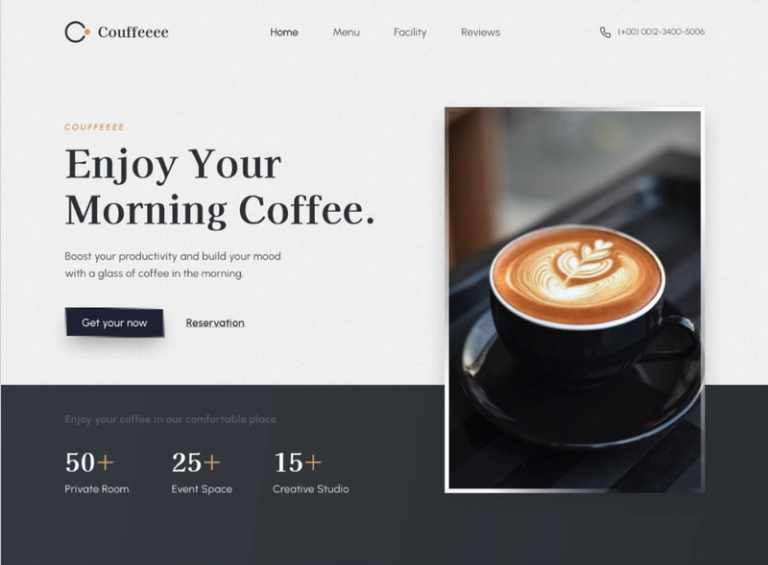 Couffeeee
Home Menu Facility Reviews
(+00) 0012-3400-5006
COUFFEEEE
Enjoy Your
Morning Coffee.
Boost your productivity and build your mood
with a glass of coffee in the morning.
Get your now Reservation
Enjoy your coffee in our comfortable place
50+ 25+ 15+
Private Room Event Space Creative Studio